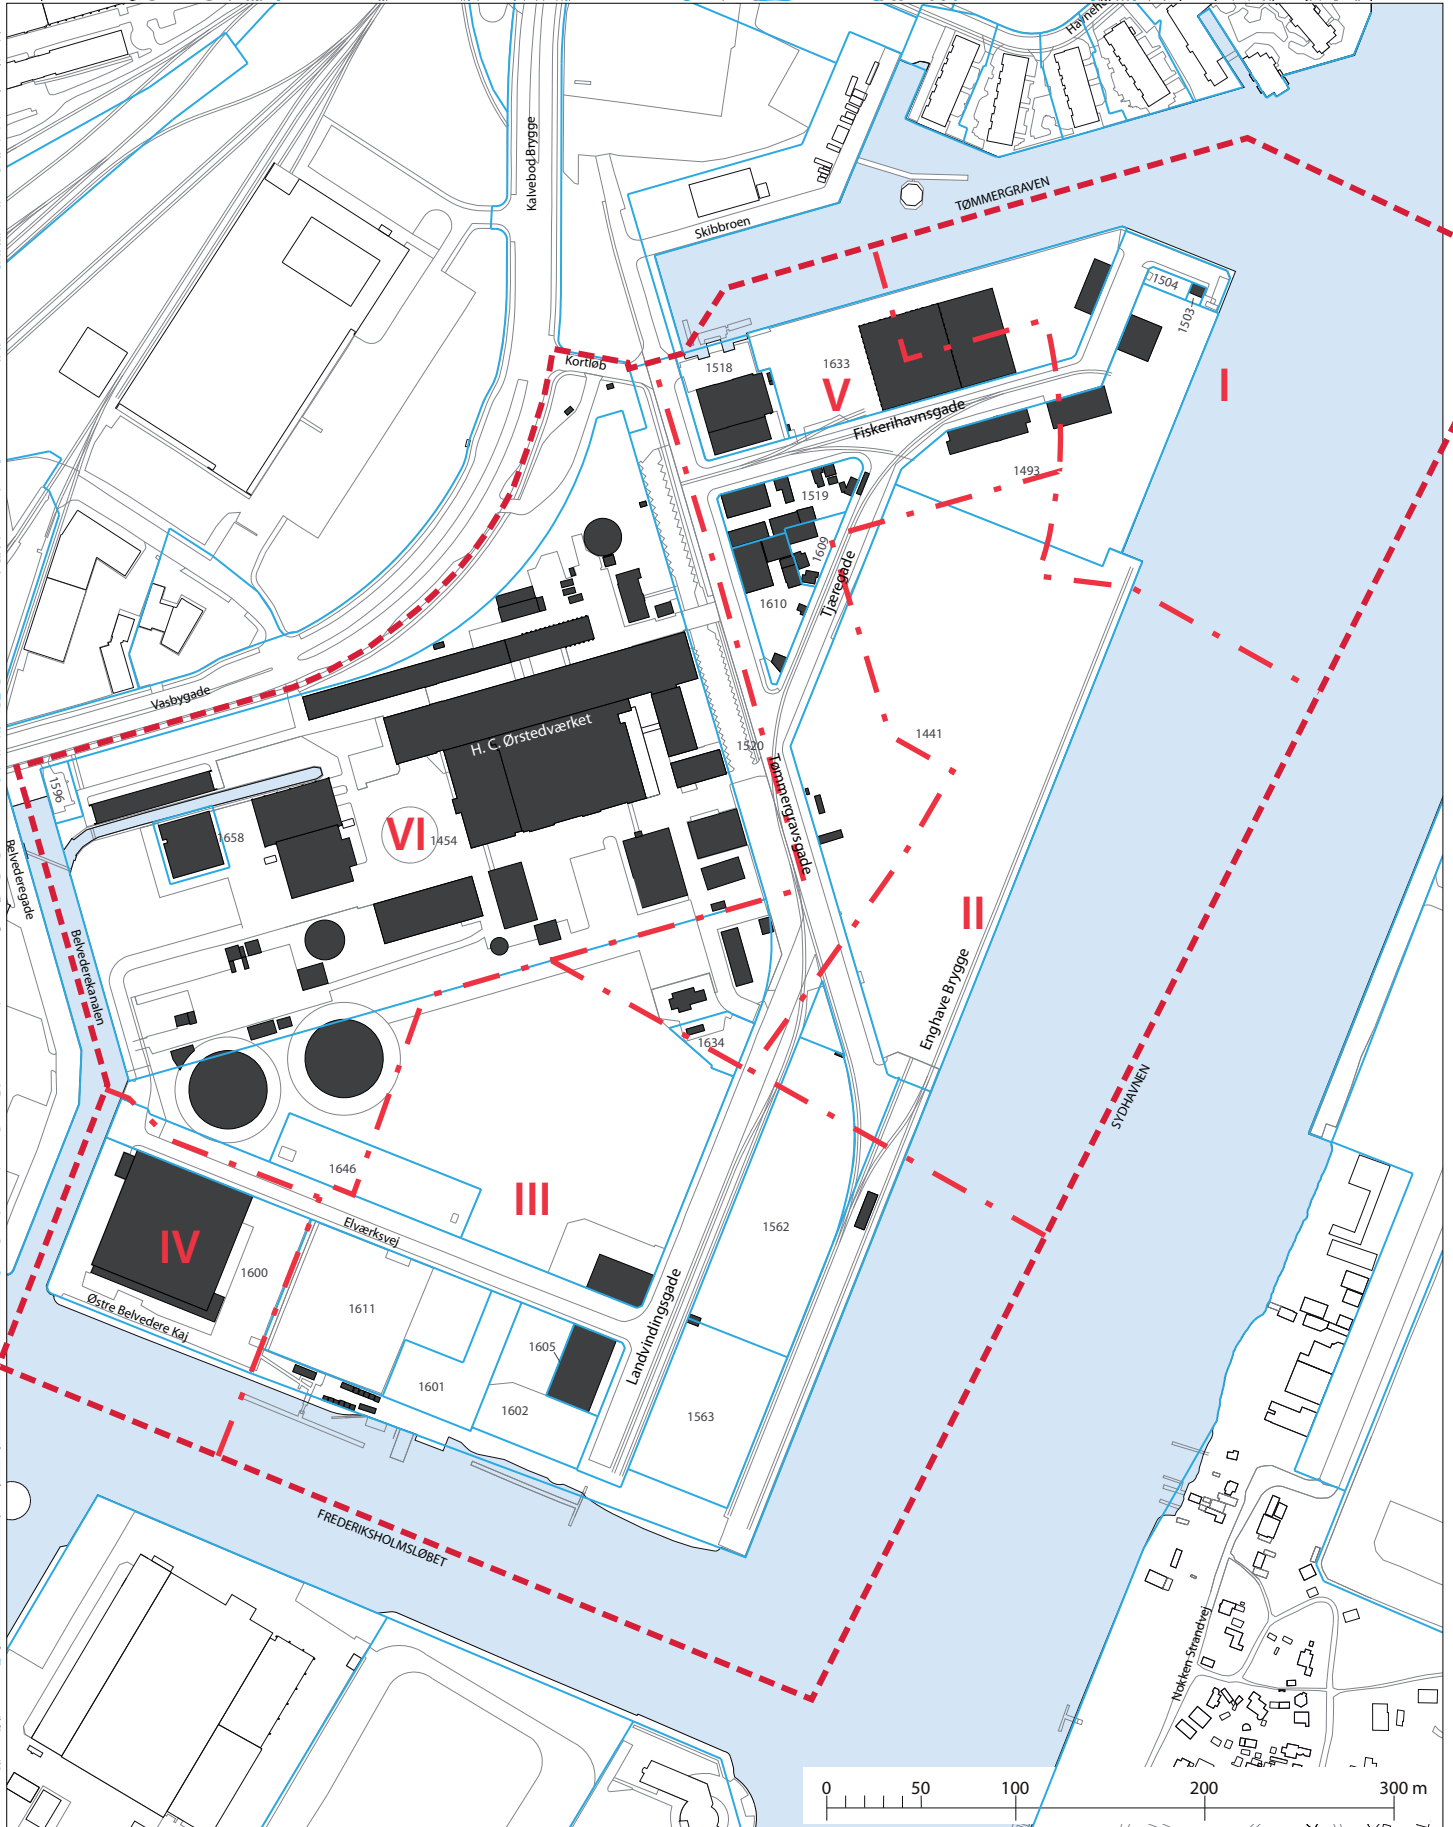 Kalvebod Brygge
Skibbroen
TØMMERGRAVEN
1504
1503
I
Kortløb
1518
1633
V
Fiskerihavnsgade
1493
1519
1609
Tjæregade
1610
Vasbygade
H. C. Ørstedværket
1441
1520
Tømmergravsgade
1596
1658
VI
1454
Belvederegade
Belvederekanalen
II
Enghave Brygge
1634
SYDHAVNEN
1646
III
Elværksvej
IV
1600
1562
Østre Belvedere Kaj
1611
1605
1601
1602
Landvindingsgade
1563
FREDERIKSHOLMSLØBET
Nokken Strandvej
0 50 100 200 300 m